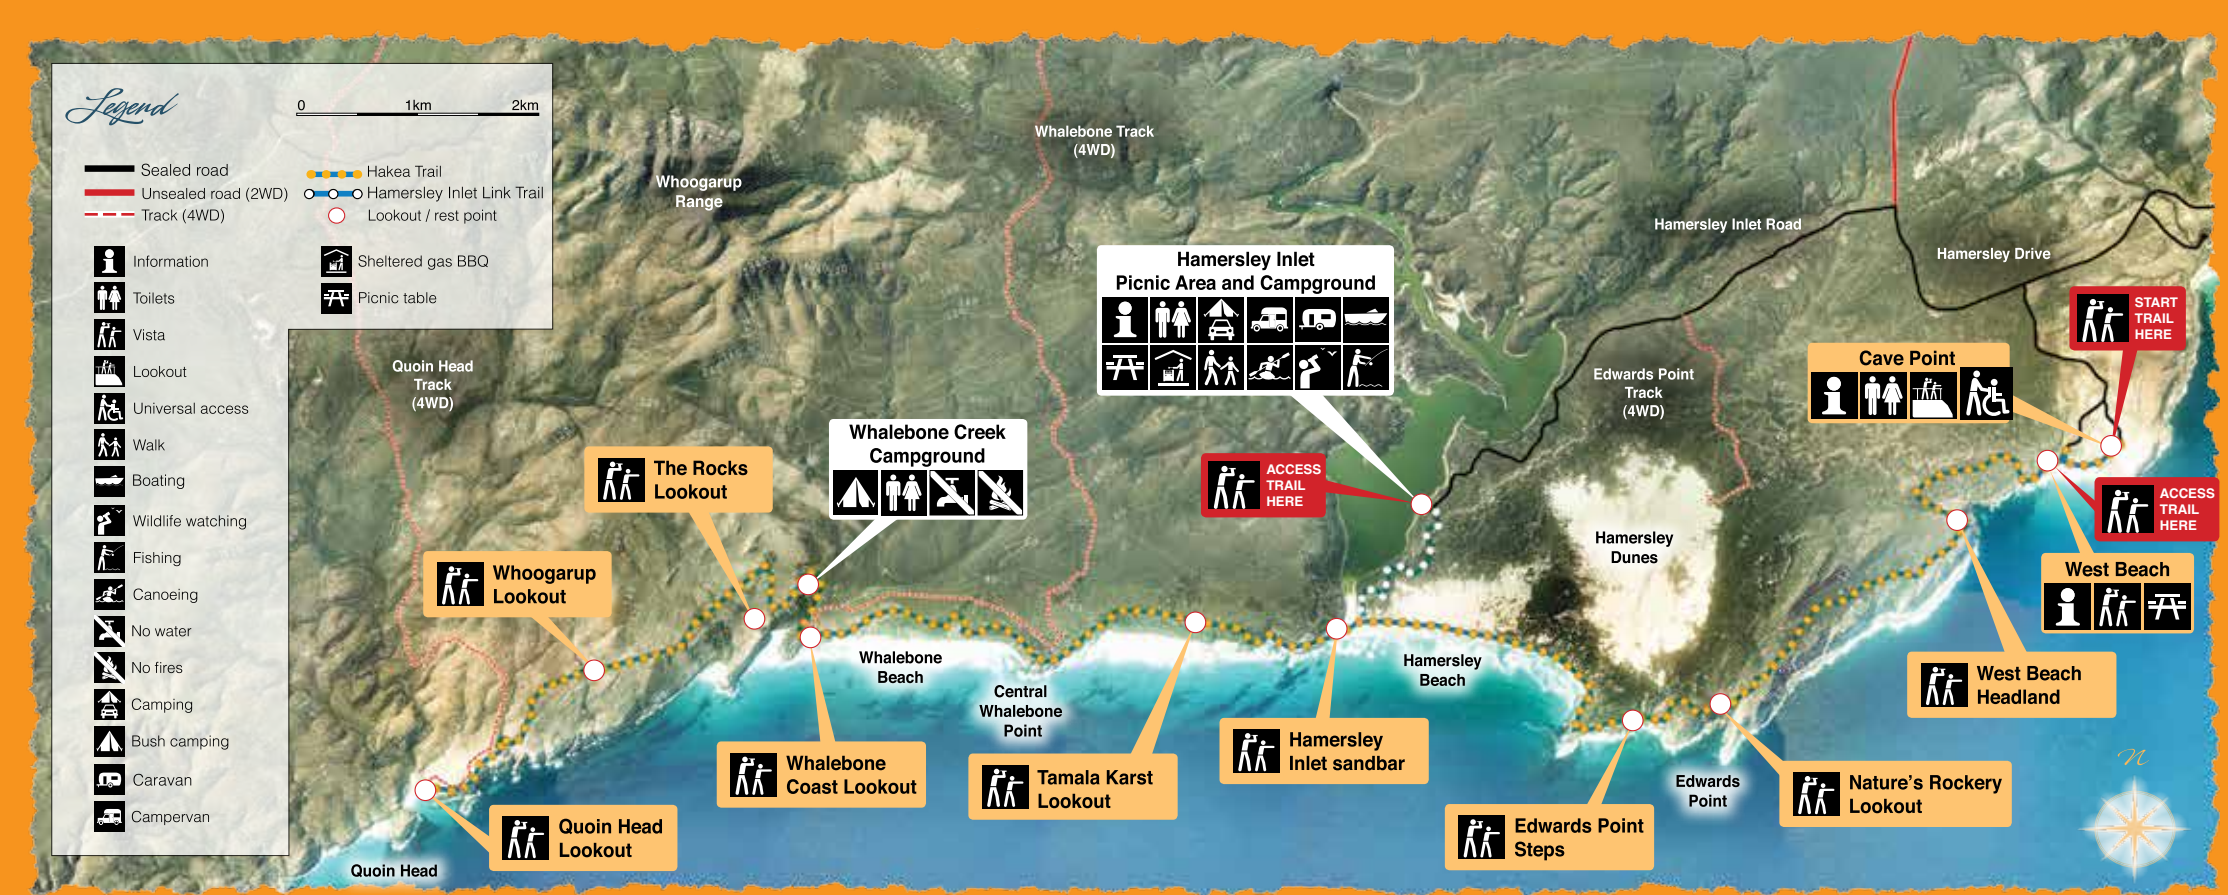 Legend
0 1km 2km
Sealed road
Unsealed road (2WD)
Track (4WD)
Hakea Trail
Hamersley Inlet Link Trail
Lookout / rest point
Information
Toilets
Vista
Lookout
Universal access
Walk
Boating
Wildlife watching
Fishing
Canoeing
No water
No fires
Camping
Bush camping
Caravan
Campervan
Sheltered gas BBQ
Picnic table
Whoogarup
Range
Whalebone Track
(4WD)
Quoin Head
Track
(4WD)
Hamersley Inlet
Picnic Area and Campground
Hamersley Inlet Road
Hamersley Drive
START
TRAIL
HERE
Cave Point
Edwards Point
Track
(4WD)
Whalebone Creek
Campground
The Rocks
Lookout
ACCESS
TRAIL
HERE
ACCESS
TRAIL
HERE
Hamersley
Dunes
Whoogarup
Lookout
West Beach
Whalebone
Beach
Hamersley
Beach
West Beach
Headland
Central
Whalebone
Point
Hamersley
Inlet sandbar
Whalebone
Coast Lookout
Tamala Karst
Lookout
Edwards
Point
Nature's Rockery
Lookout
Edwards Point
Steps
Quoin Head
Lookout
Quoin Head
N